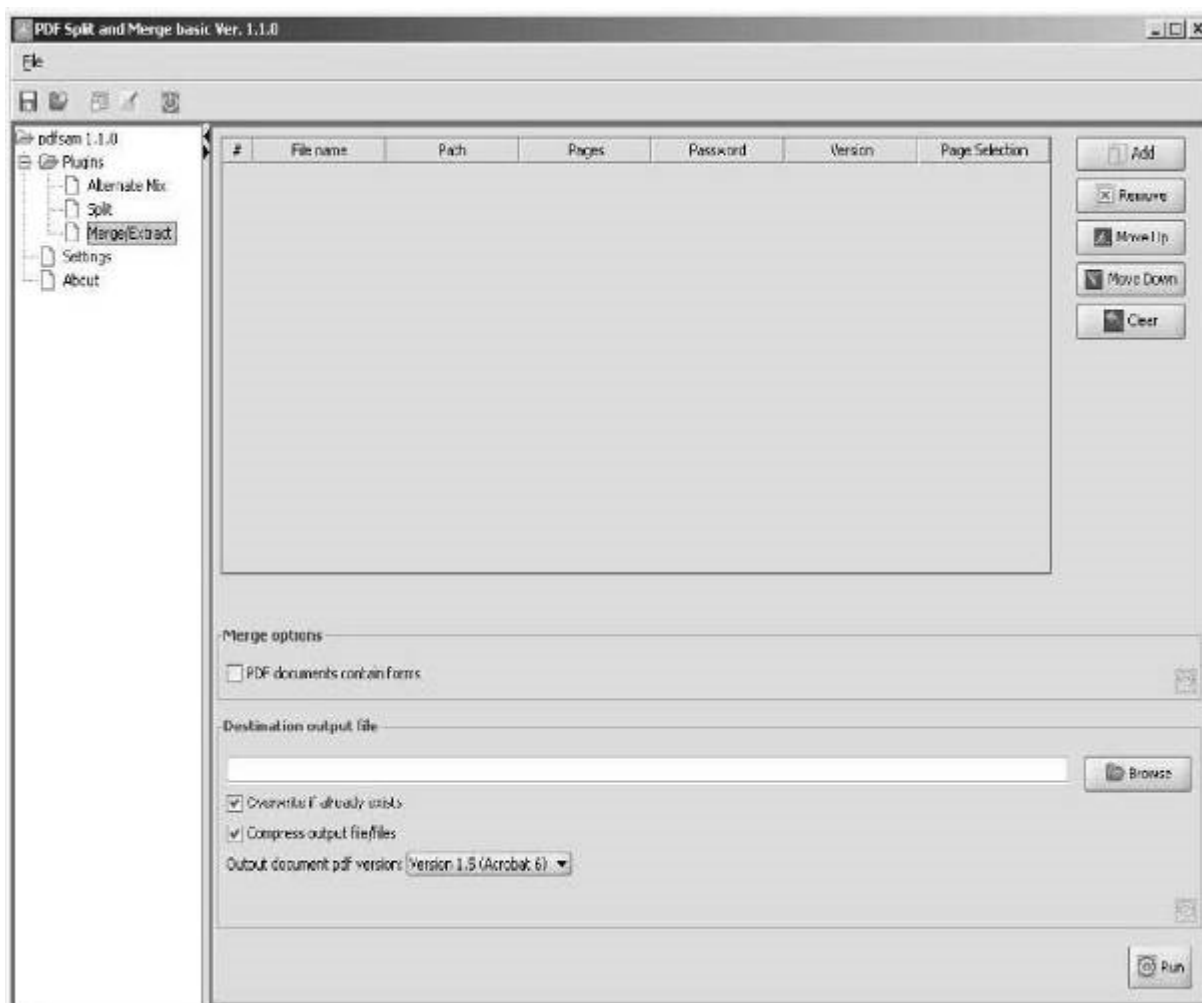 PDF Split and Merge basic Ver. 1.1.0
File
pdfsam 1.1.0
Plugins
Alternate Mix
Split
Merge/Extract
Settings
About
# File name Path Pages Password Version Page Selection
Add
Remove
Move Up
Move Down
Clear
Merge options
PDF documents contain forms
Destination output file
Browse
Overwrite if already exists
Compress output file/files
Output document pdf version: Version 1.5 (Acrobat 6)
Run